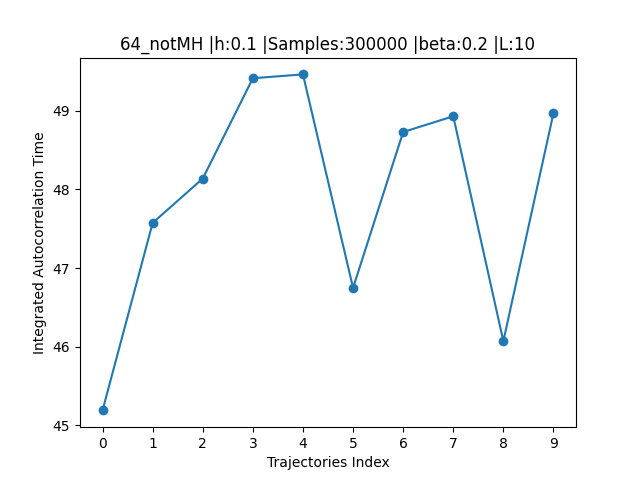 64_notMH |h:0.1 |Samples:300000 |beta:0.2 |L:10
Integrated Autocorrelation Time
49
48
47
46
45
0 1 2 3 4 5 6 7 8 9
Trajectories Index